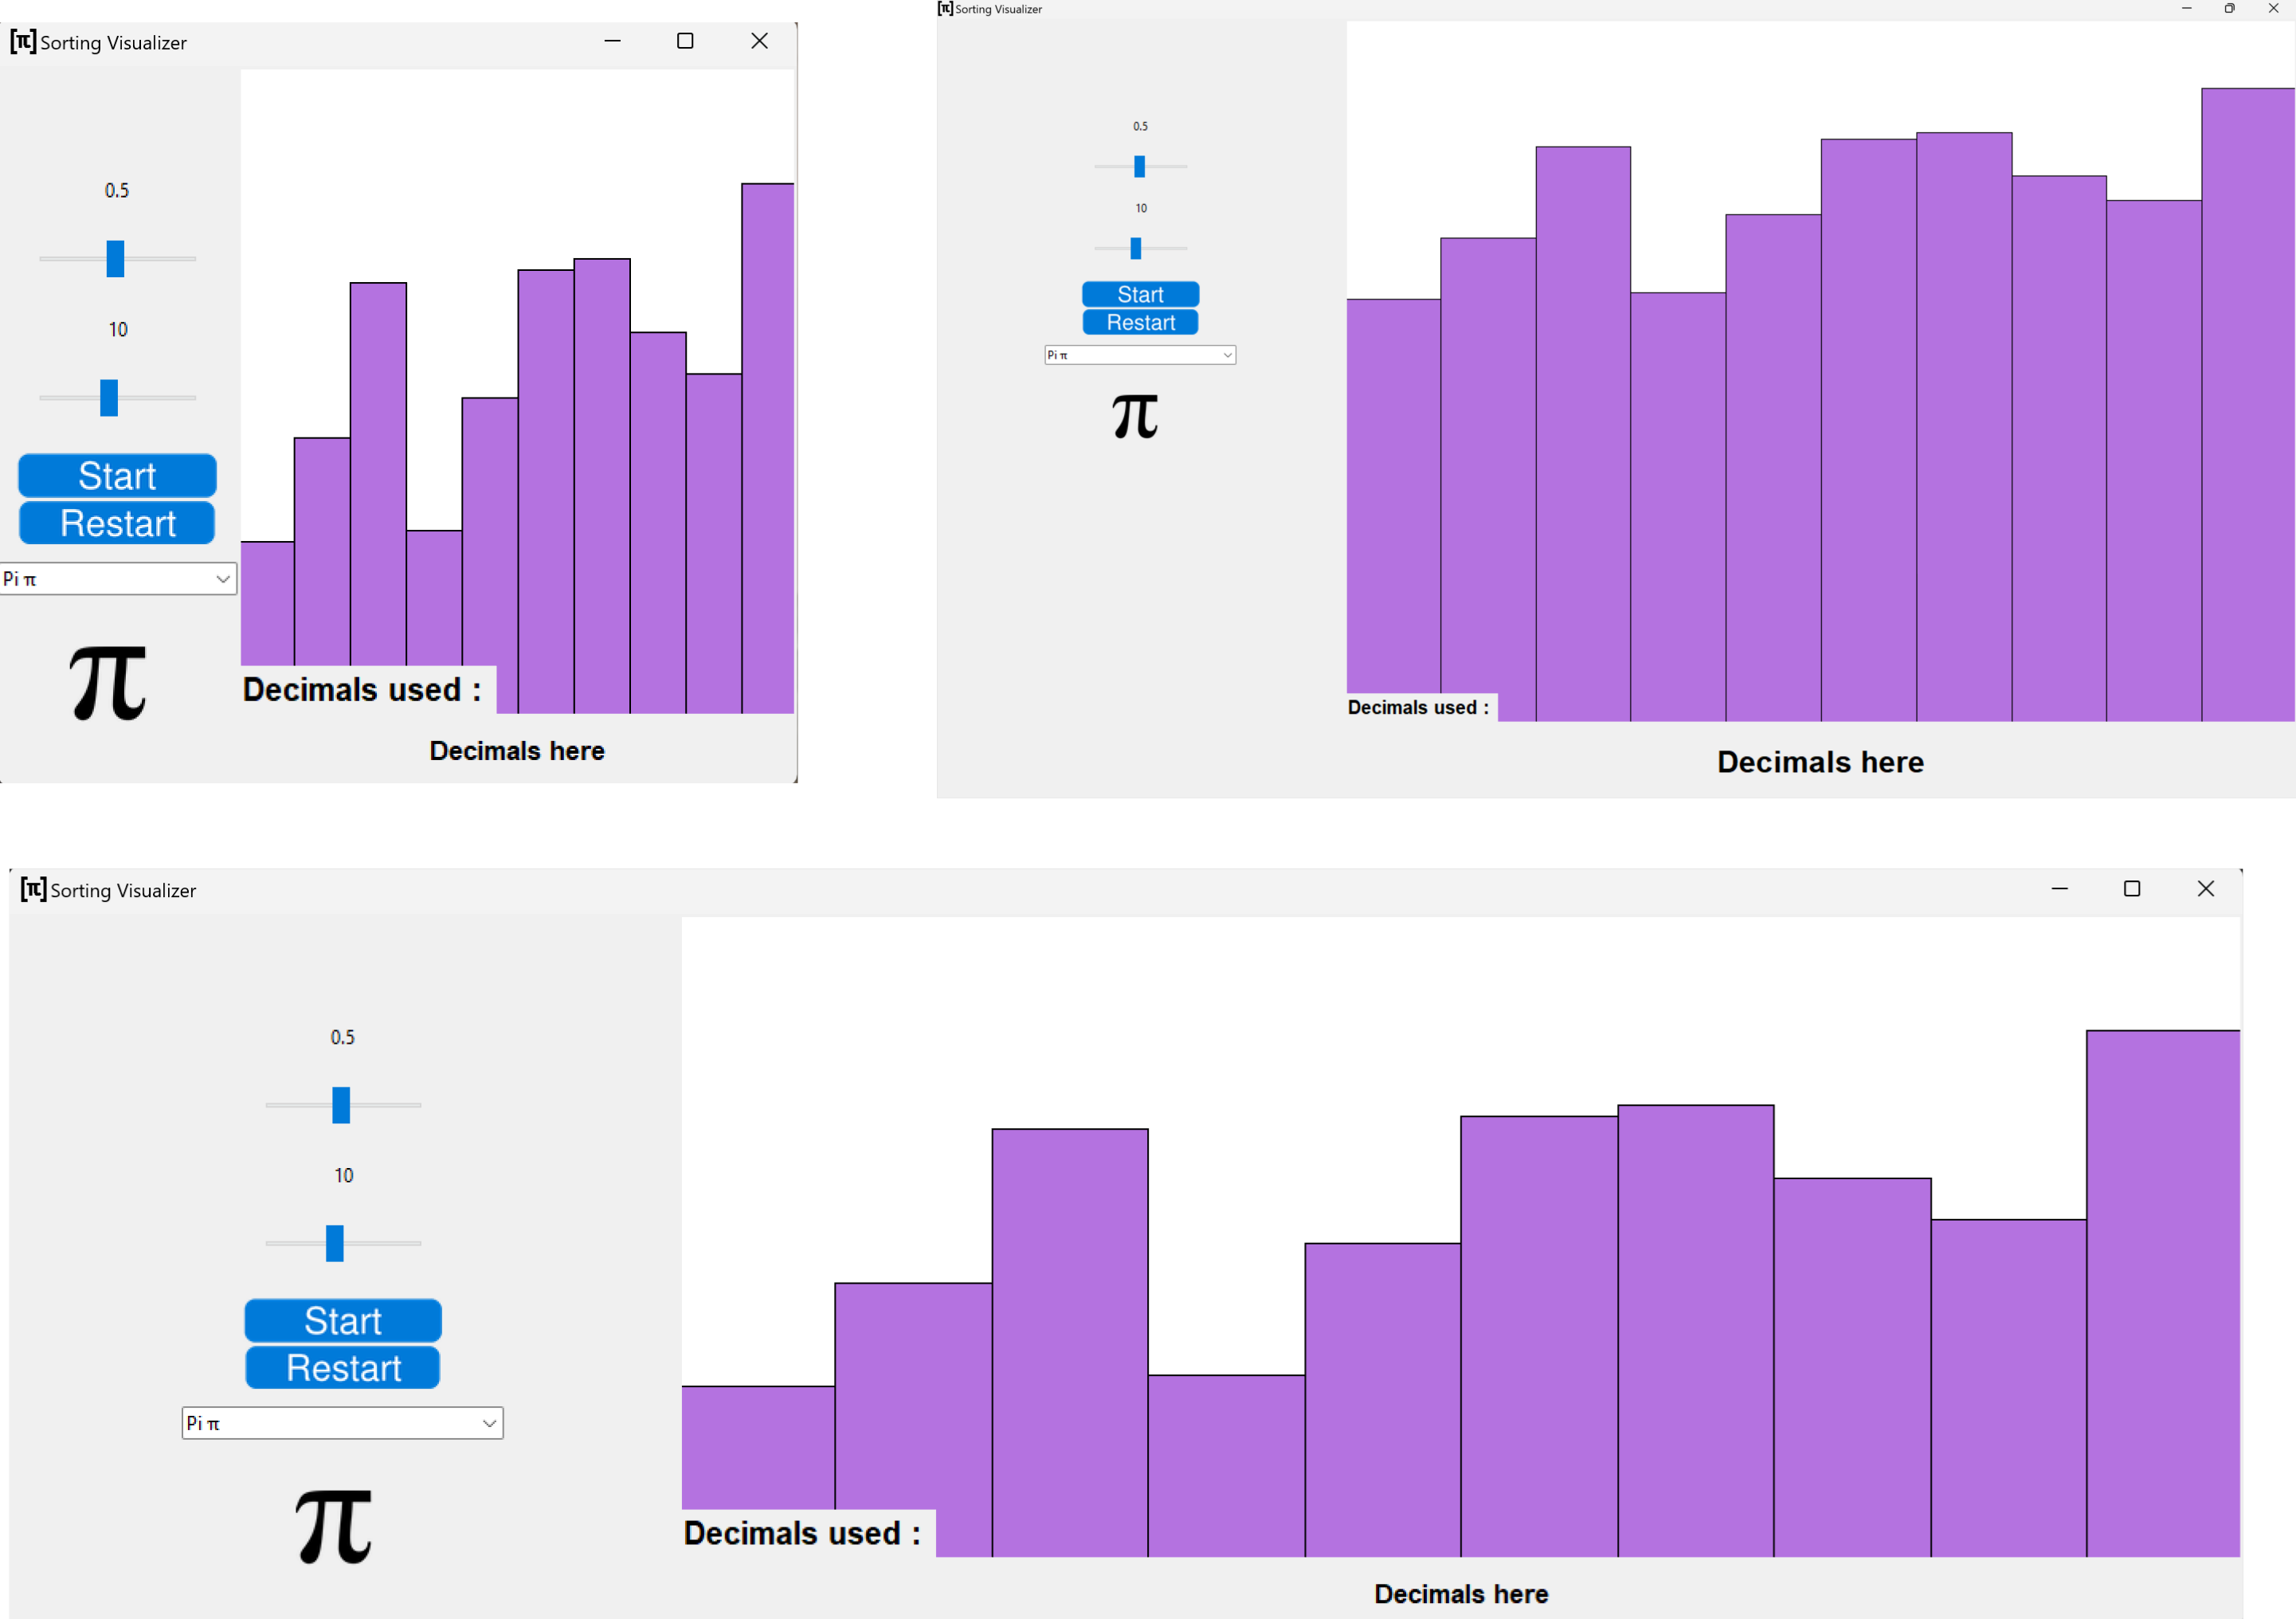 [π] Sorting Visualizer
0.5
10
Start
Restart
Pi π
π
Decimals used :
Decimals here
[π] Sorting Visualizer
0.5
10
Start
Restart
Pi π
π
Decimals used :
Decimals here
[π] Sorting Visualizer
0.5
10
Start
Restart
Pi π
π
Decimals used :
Decimals here